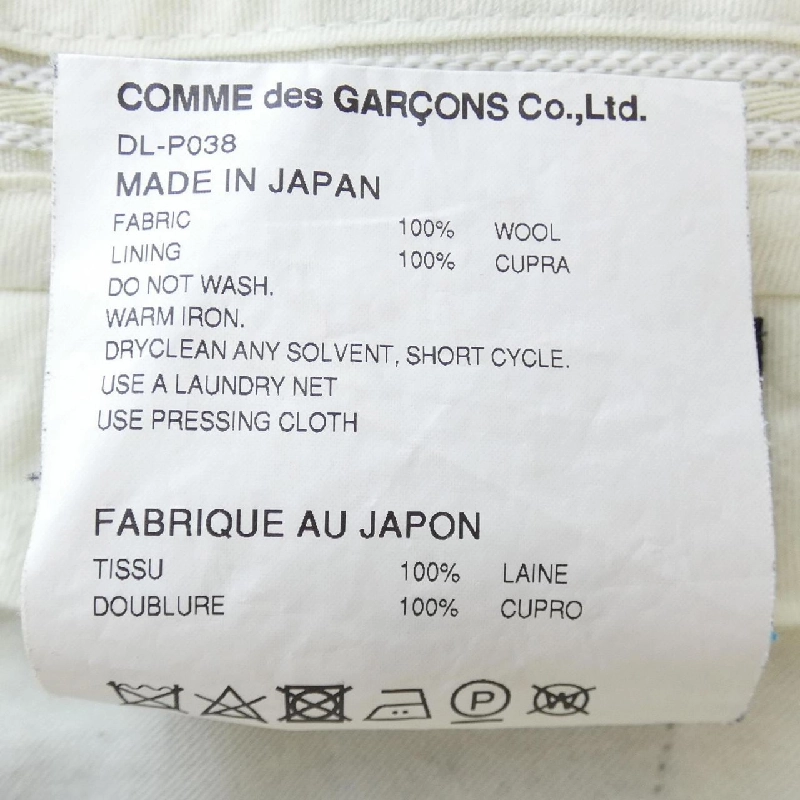 COMME des GARÇONS Co.,Ltd.
DL-P038
MADE IN JAPAN
FABRIC 100% WOOL
LINING 100% CUPRA
DO NOT WASH.
WARM IRON.
DRYCLEAN ANY SOLVENT, SHORT CYCLE.
USE A LAUNDRY NET
USE PRESSING CLOTH
FABRIQUE AU JAPON
TISSU 100% LAINE
DOUBLURE 100% CUPRO
P W